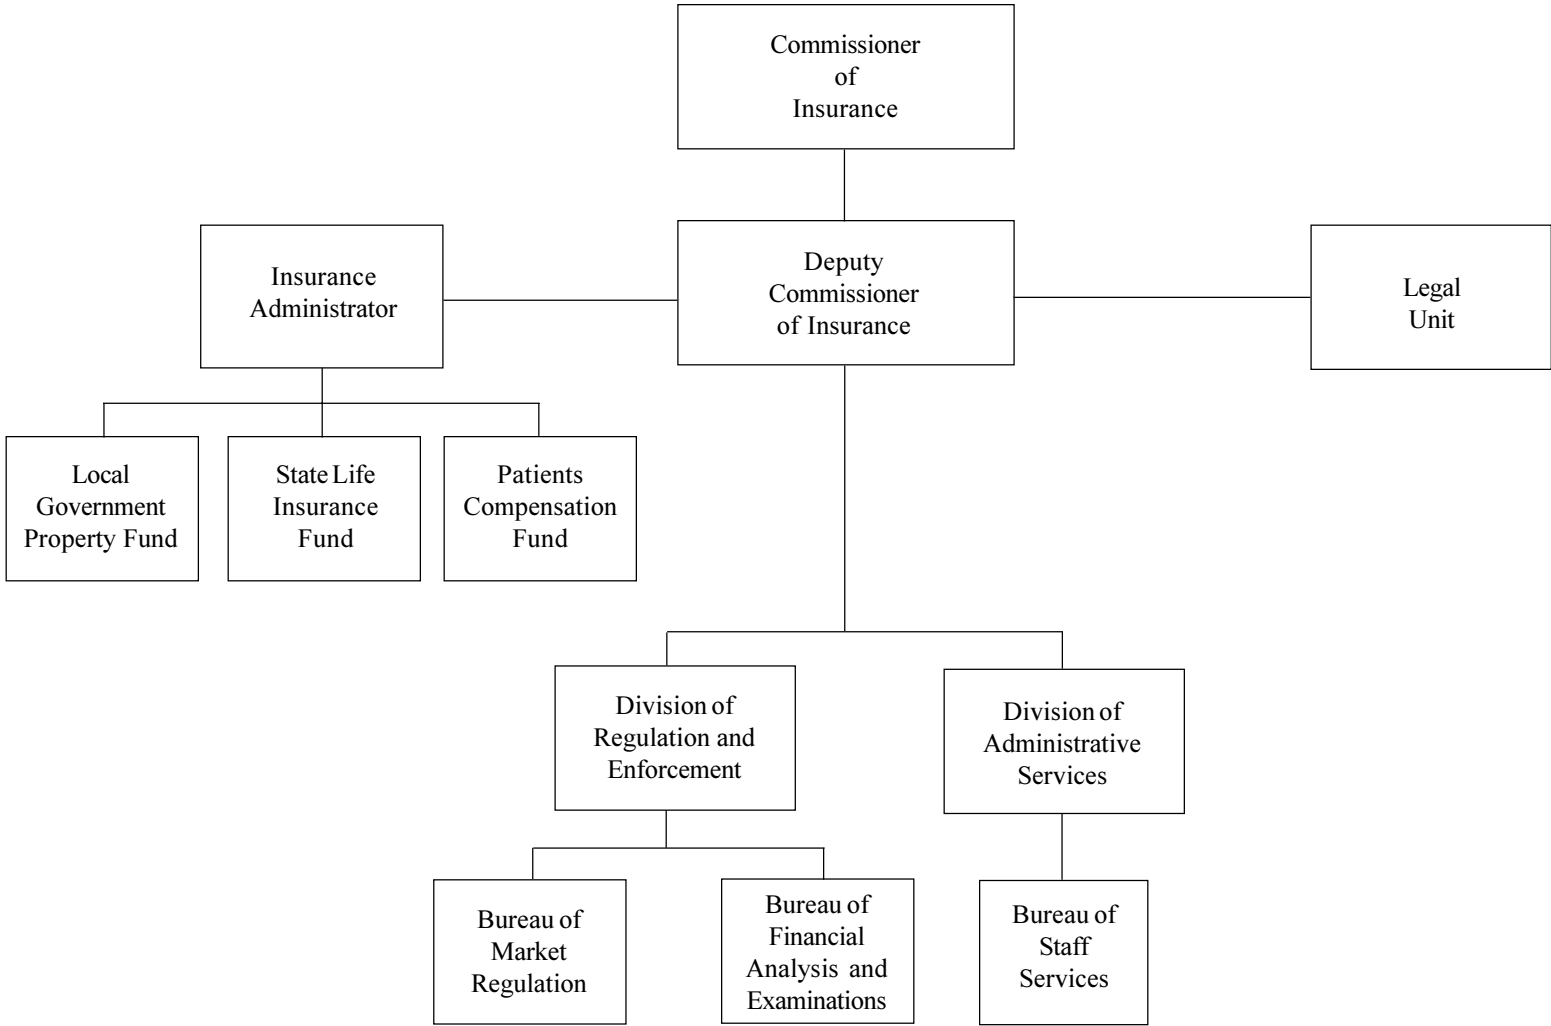 Commissioner
of
Insurance
Insurance
Administrator
Deputy
Commissioner
of Insurance
Legal
Unit
Local
Government
Property Fund
State Life
Insurance
Fund
Patients
Compensation
Fund
Division of
Regulation and
Enforcement
Division of
Administrative
Services
Bureau of
Market
Regulation
Bureau of
Financial
Analysis and
Examinations
Bureau of
Staff
Services